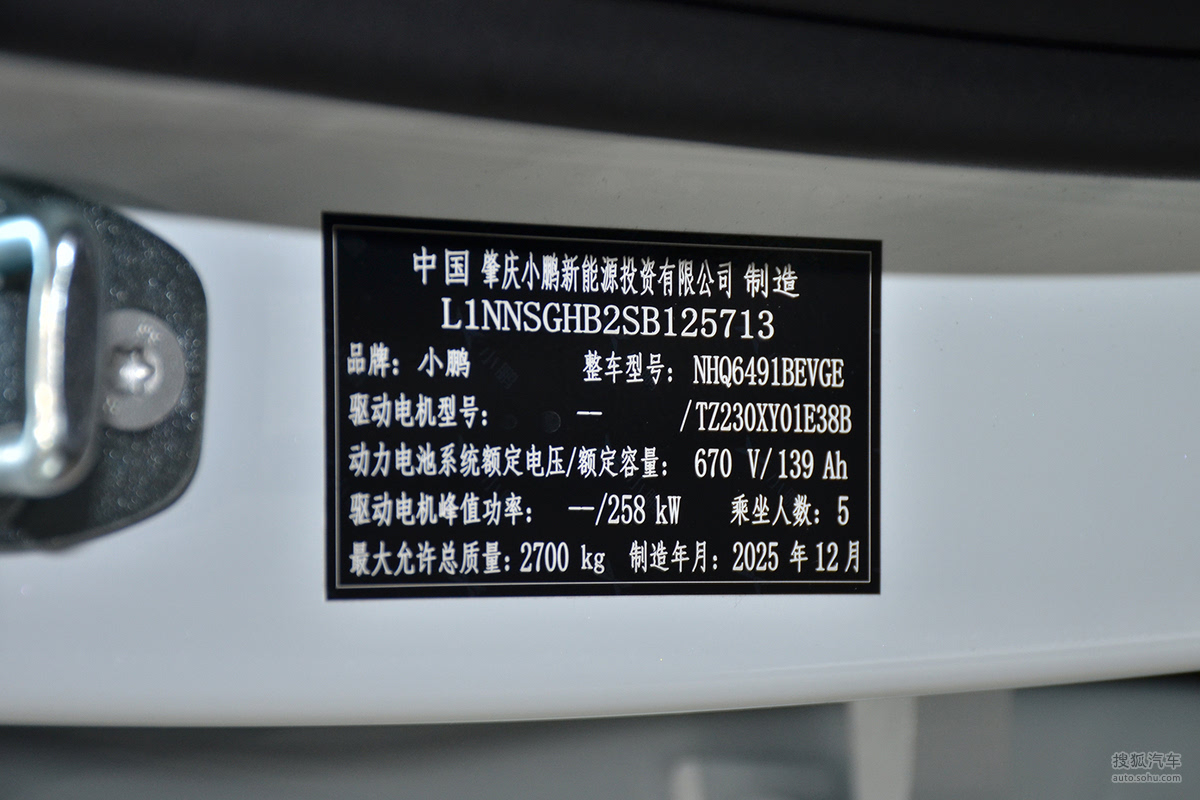 中国 肇庆小鹏新能源投资有限公司 制造
L1NNSGHB2SB125713
品牌：小鹏 整车型号：NHQ6491BEVGE
驱动电机型号： -- /TZ230XY01E38B
动力电池系统额定电压/额定容量： 670 V/139 Ah
驱动电机峰值功率： --/258 kW 乘坐人数：5
最大允许总质量：2700 kg 制造年月：2025 年 12 月
搜狐汽车
auto.sohu.com